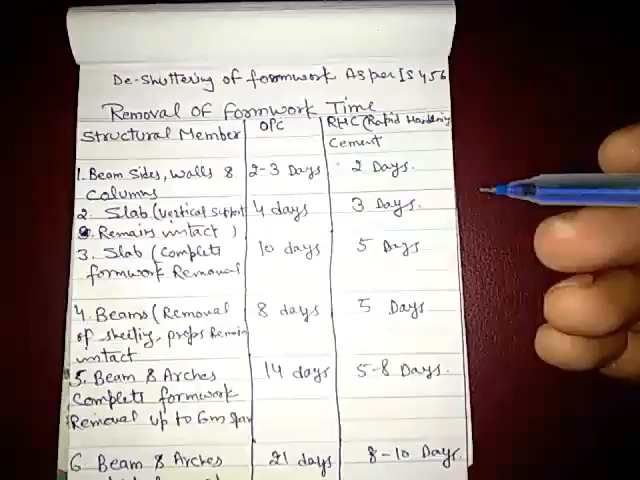 De-Shuttering of formwork As per IS 456
Removal Of Formwork Time
Structural Member OPC RHC (Rapid Hardening Cement
1. Beam Sides, Walls & 2-3 Days 2 Days.
columns
2. Slab (vertical support 4 days 3 Days.
Remains intact)
3. Slab (Complete 10 days 5 Days
formwork Removal
4. Beams (Removal 8 days 5 Days
of sheeting, props Remain
intact
5. Beam & Arches 14 days 5-8 Days.
Complete formwork
Removal up to 6m span
6 Beam & Arches 21 days 8-10 Days